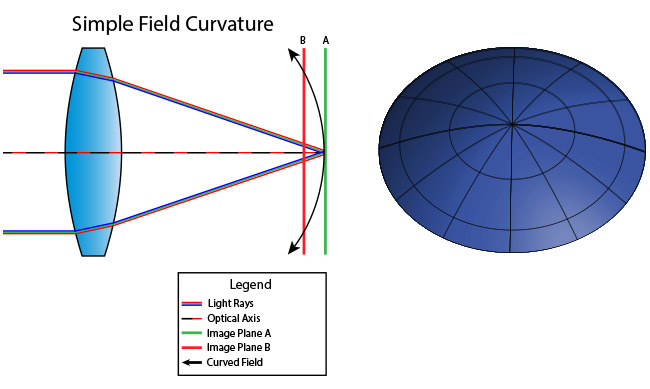 Simple Field Curvature
B A
Legend
Light Rays
Optical Axis
Image Plane A
Image Plane B
Curved Field